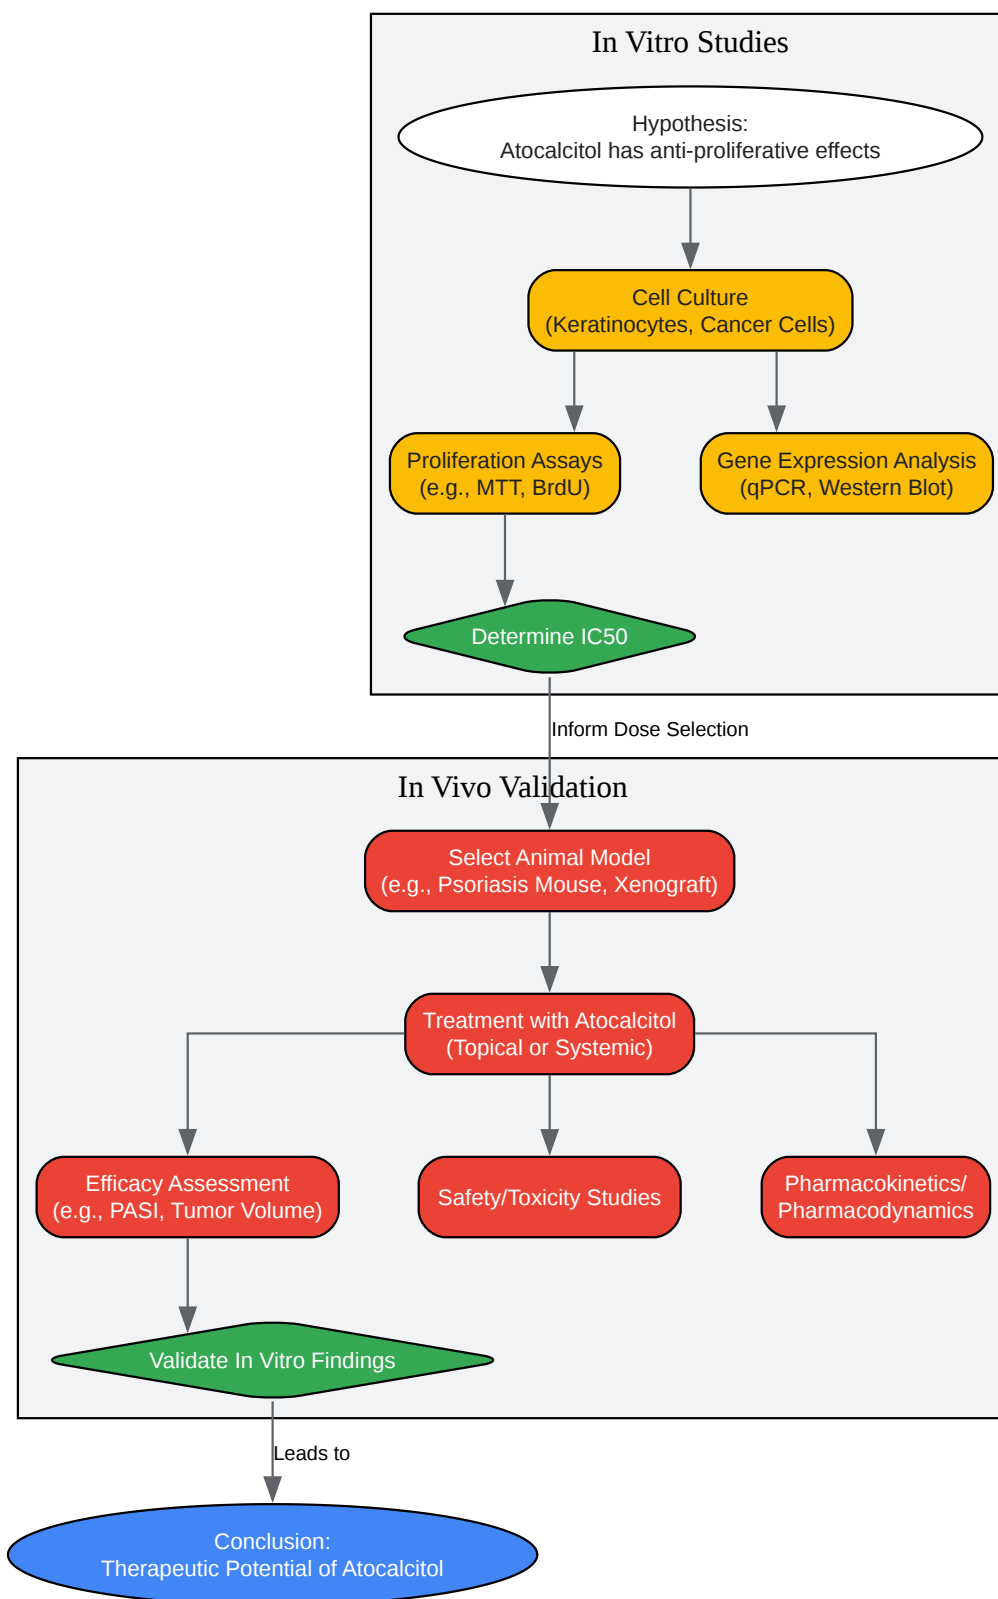 In Vitro Studies
Hypothesis:
Atocalcitol has anti-proliferative effects
Cell Culture
(Keratinocytes, Cancer Cells)
Proliferation Assays
(e.g., MTT, BrdU)
Gene Expression Analysis
(qPCR, Western Blot)
Determine IC50
Inform Dose Selection
In Vivo Validation
Select Animal Model
(e.g., Psoriasis Mouse, Xenograft)
Treatment with Atocalcitol
(Topical or Systemic)
Efficacy Assessment
(e.g., PASI, Tumor Volume)
Safety/Toxicity Studies
Pharmacokinetics/
Pharmacodynamics
Validate In Vitro Findings
Leads to
Conclusion:
Therapeutic Potential of Atocalcitol